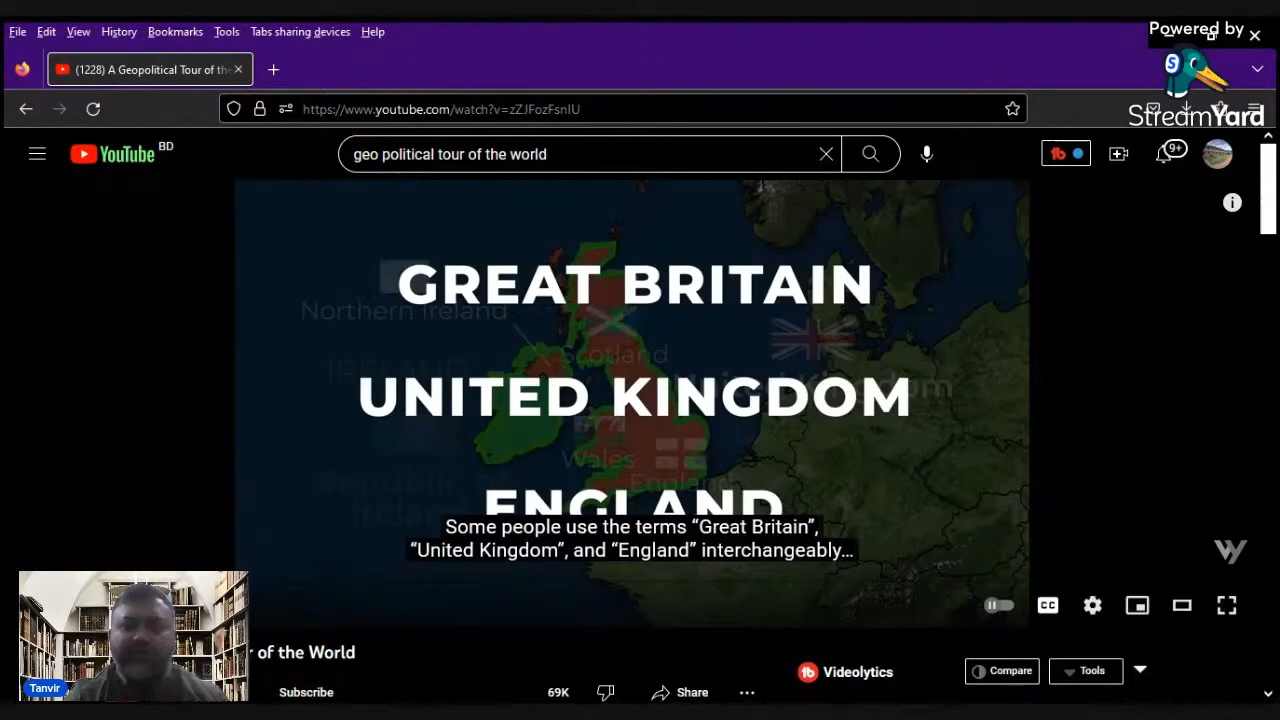 File Edit View History Bookmarks Tools Tabs sharing devices Help
Powered by
StreamYard
(1228) A Geopolitical Tour of the
https://www.youtube.com/watch?v=zZJFozFsnIU
YouTube BD
geo political tour of the world
9+
GREAT BRITAIN
Northern Ireland
Scotland
UNITED KINGDOM
Wales
England
ENGLAND
Some people use the terms “Great Britain”,
“United Kingdom”, and “England” interchangeably…
CC
of the World
Videolytics
Compare
Tools
Tanvir
Subscribe
69K
Share